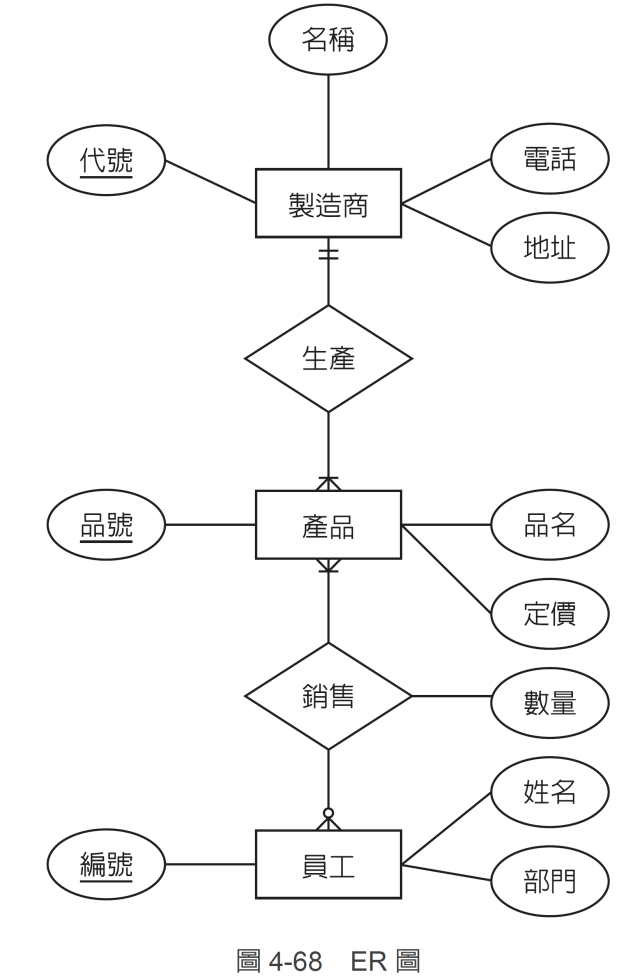 名稱
代號
電話
製造商
地址
生產
品號
產品
品名
定價
銷售
數量
姓名
編號
員工
部門
圖 4-68 ER 圖